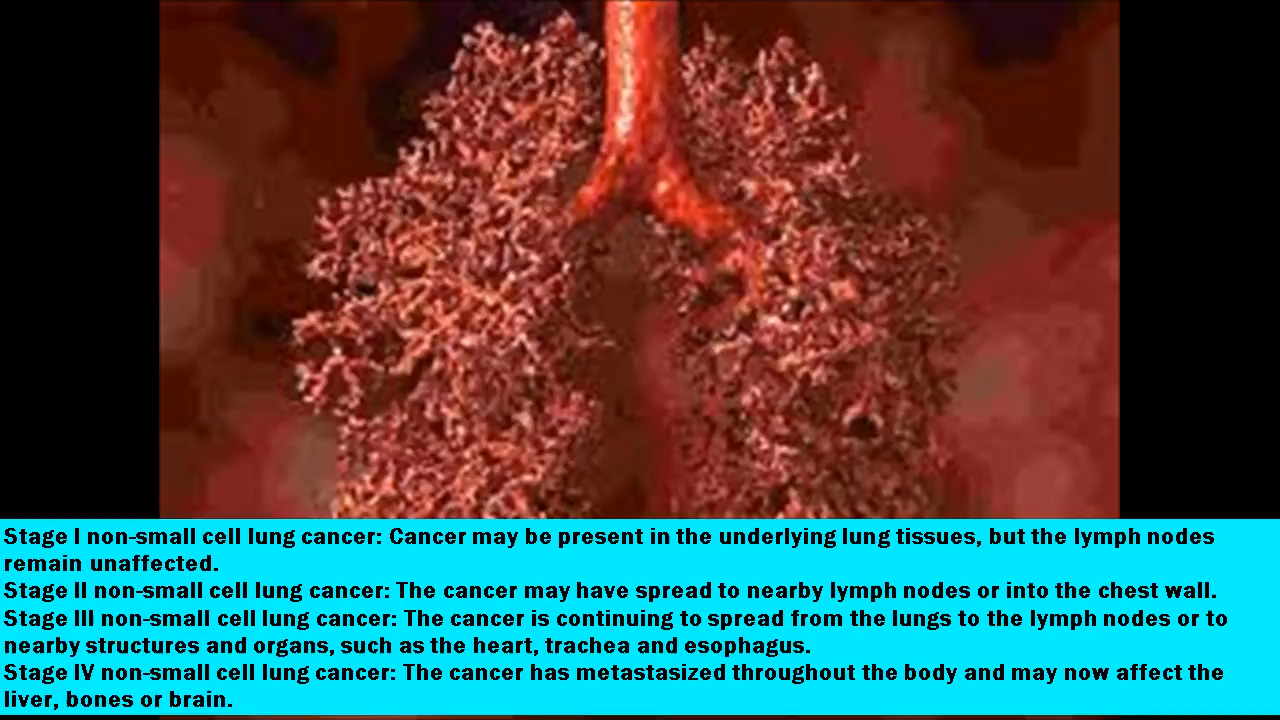 Stage I non-small cell lung cancer: Cancer may be present in the underlying lung tissues, but the lymph nodes
remain unaffected.
Stage II non-small cell lung cancer: The cancer may have spread to nearby lymph nodes or into the chest wall.
Stage III non-small cell lung cancer: The cancer is continuing to spread from the lungs to the lymph nodes or to
nearby structures and organs, such as the heart, trachea and esophagus.
Stage IV non-small cell lung cancer: The cancer has metastasized throughout the body and may now affect the
liver, bones or brain.